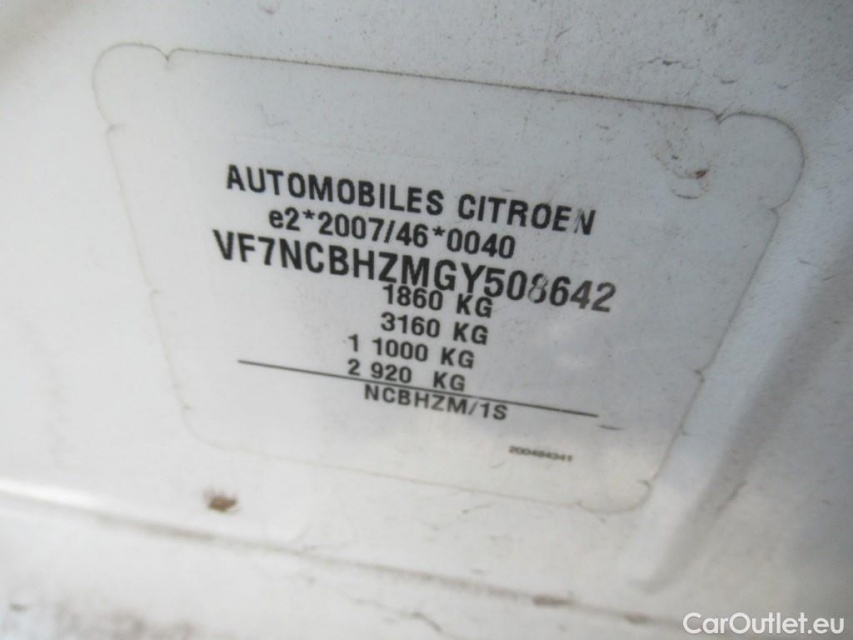 AUTOMOBILES CITROEN
e2*2007/46*0040
VF7NCBHZMGY508642
1860 KG
3160 KG
1 1000 KG
2 920 KG
NCBHZM/1S
200484341
CarOutlet.eu